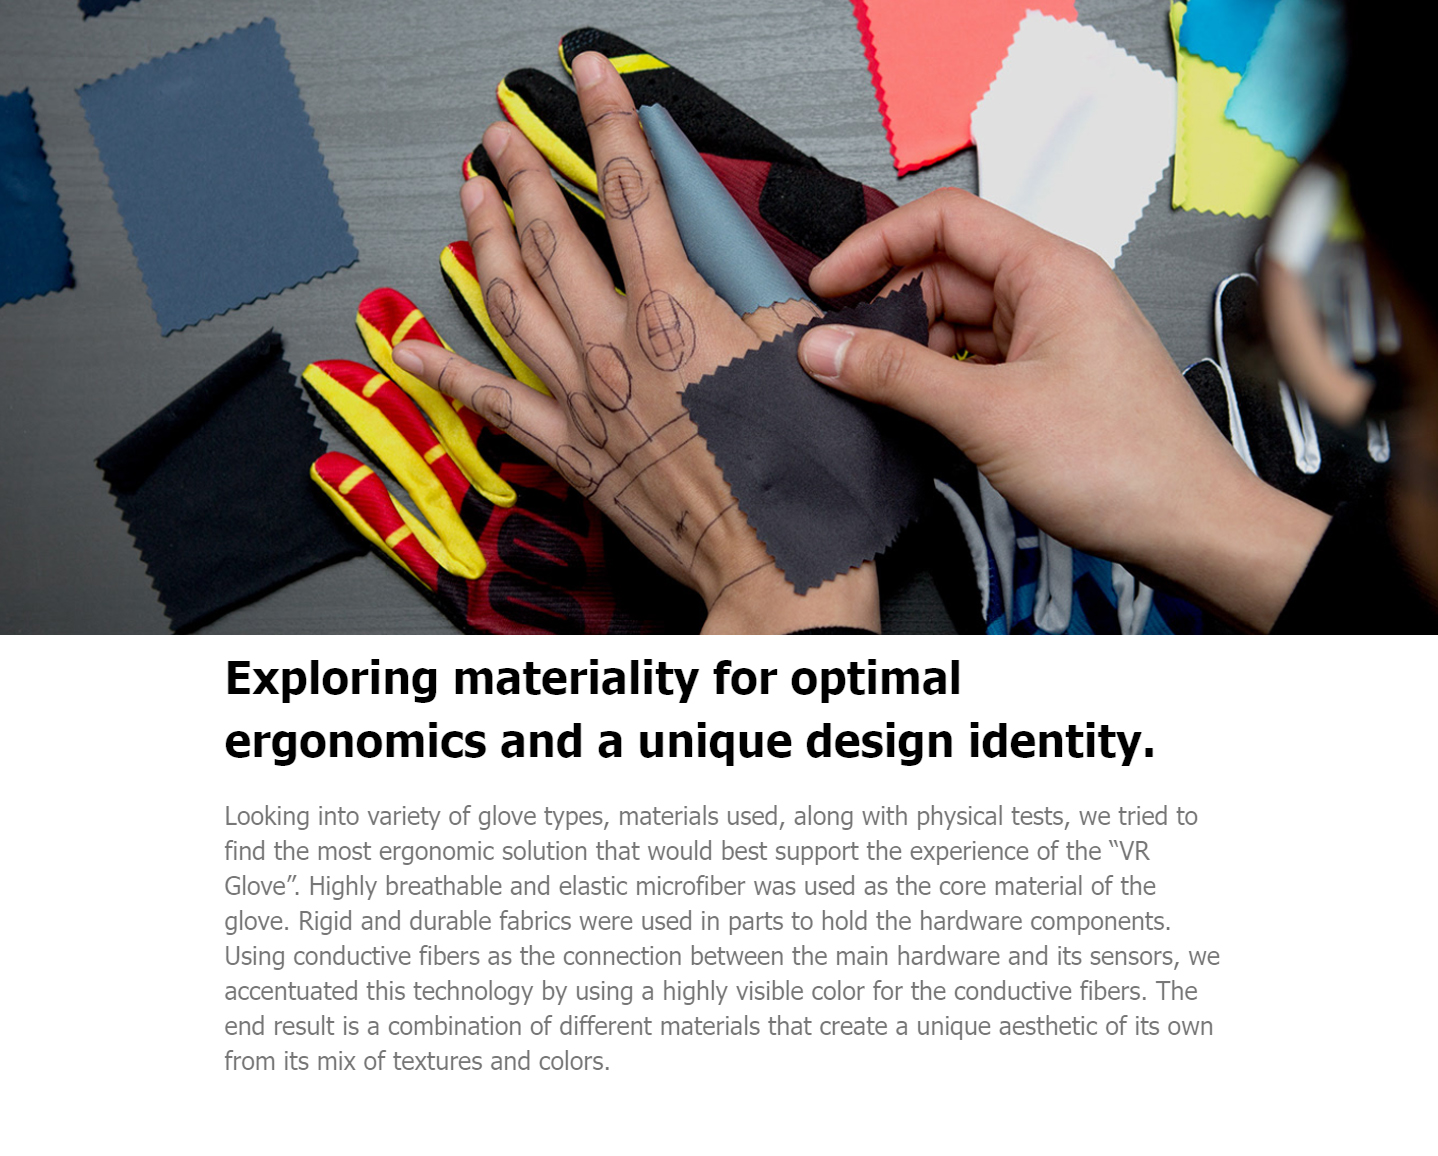 Exploring materiality for optimal
ergonomics and a unique design identity.
Looking into variety of glove types, materials used, along with physical tests, we tried to
find the most ergonomic solution that would best support the experience of the “VR
Glove”. Highly breathable and elastic microfiber was used as the core material of the
glove. Rigid and durable fabrics were used in parts to hold the hardware components.
Using conductive fibers as the connection between the main hardware and its sensors, we
accentuated this technology by using a highly visible color for the conductive fibers. The
end result is a combination of different materials that create a unique aesthetic of its own
from its mix of textures and colors.